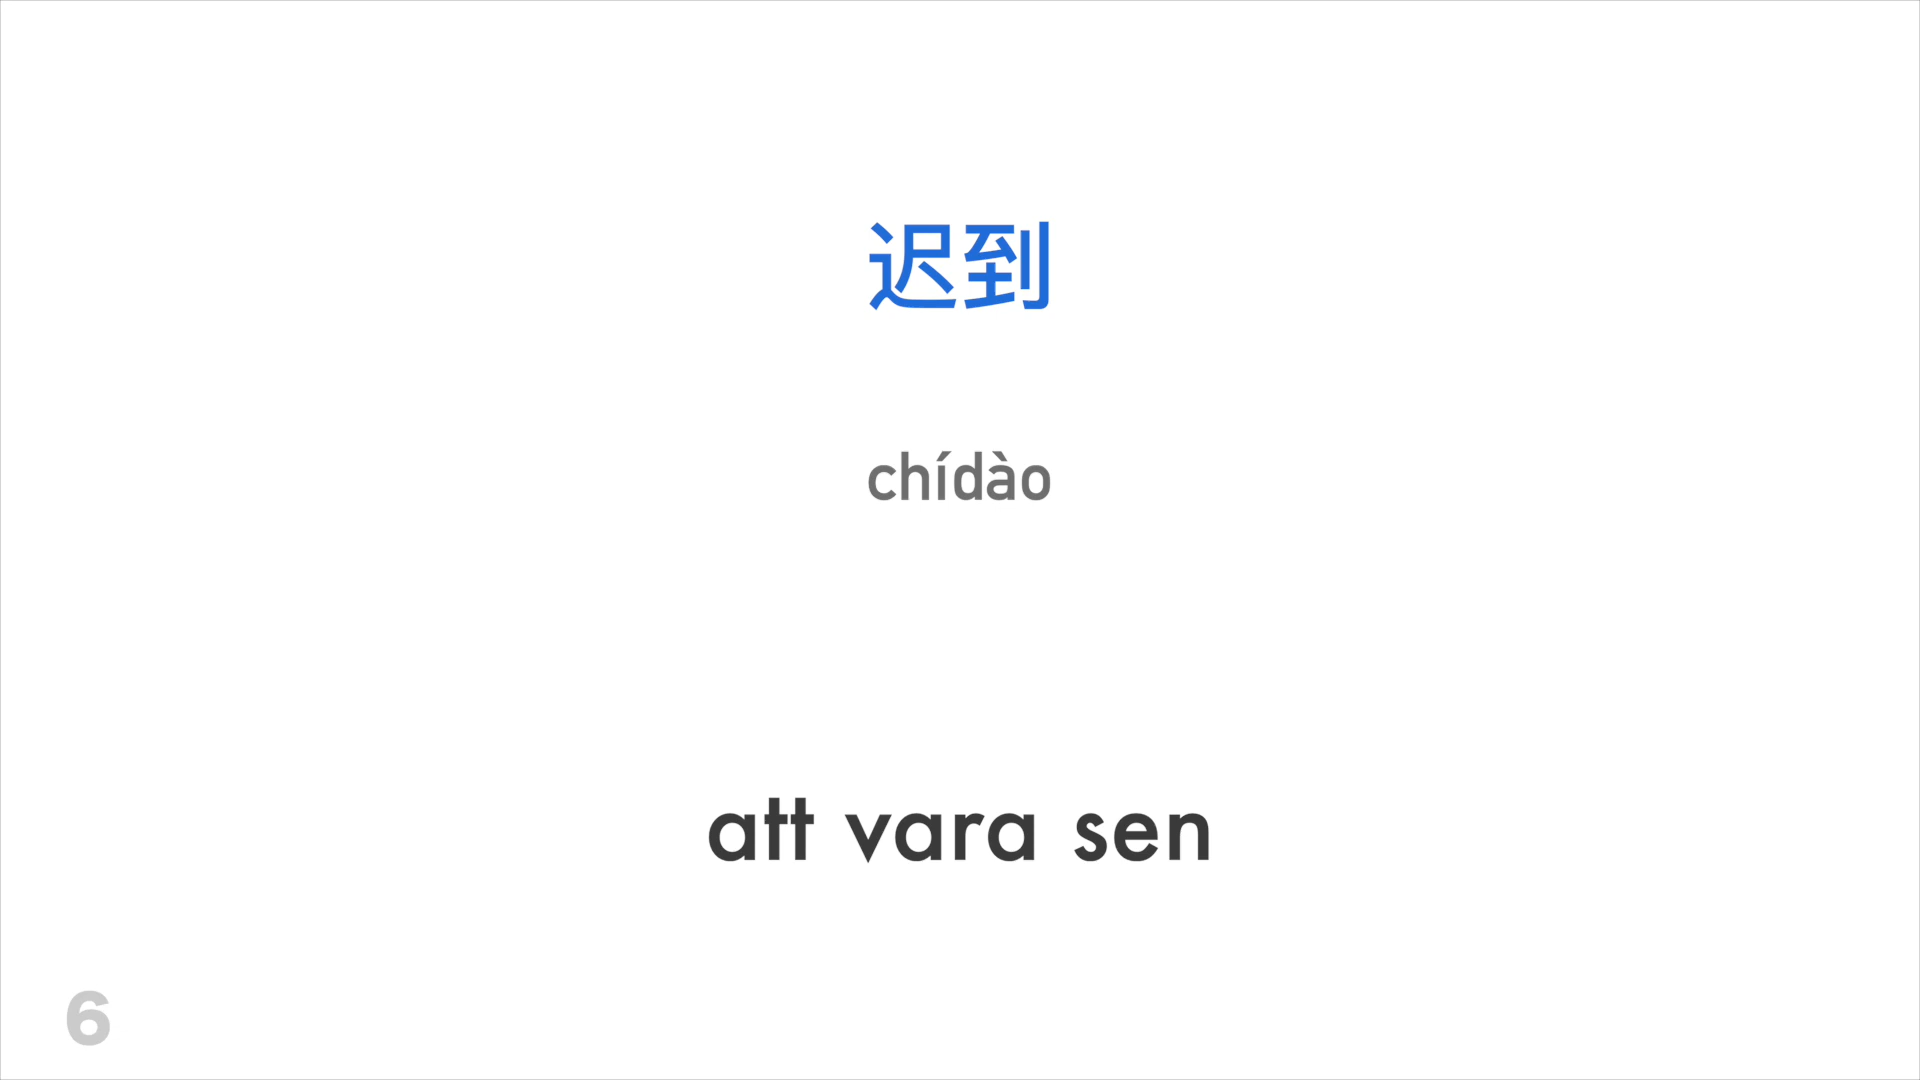 迟到
chídào
att vara sen
6